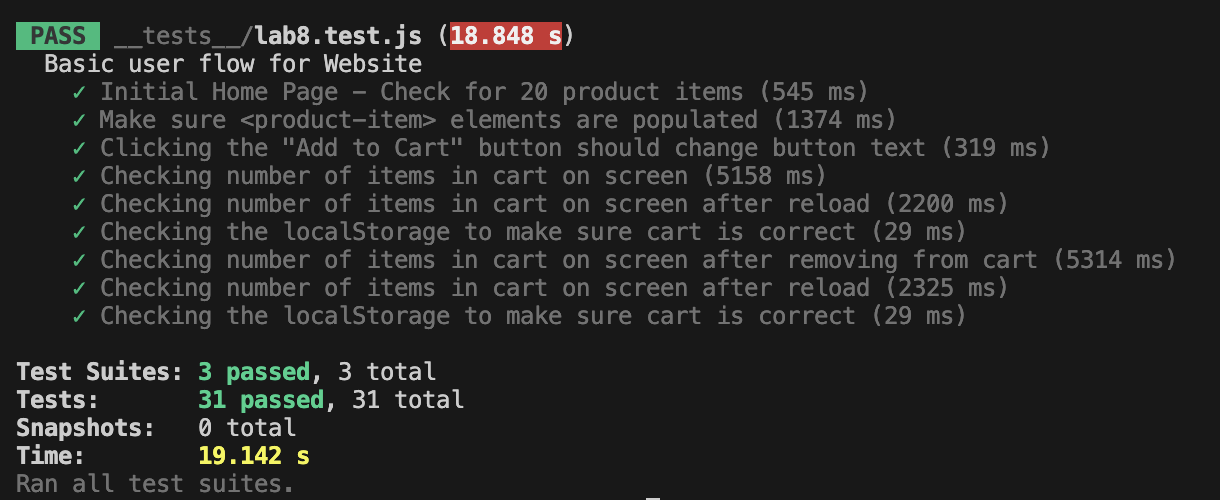 PASS __tests__/lab8.test.js (18.848 s)
Basic user flow for Website
✓ Initial Home Page – Check for 20 product items (545 ms)
✓ Make sure <product-item> elements are populated (1374 ms)
✓ Clicking the "Add to Cart" button should change button text (319 ms)
✓ Checking number of items in cart on screen (5158 ms)
✓ Checking number of items in cart on screen after reload (2200 ms)
✓ Checking the localStorage to make sure cart is correct (29 ms)
✓ Checking number of items in cart on screen after removing from cart (5314 ms)
✓ Checking number of items in cart on screen after reload (2325 ms)
✓ Checking the localStorage to make sure cart is correct (29 ms)
Test Suites: 3 passed, 3 total
Tests: 31 passed, 31 total
Snapshots: 0 total
Time: 19.142 s
Ran all test suites.